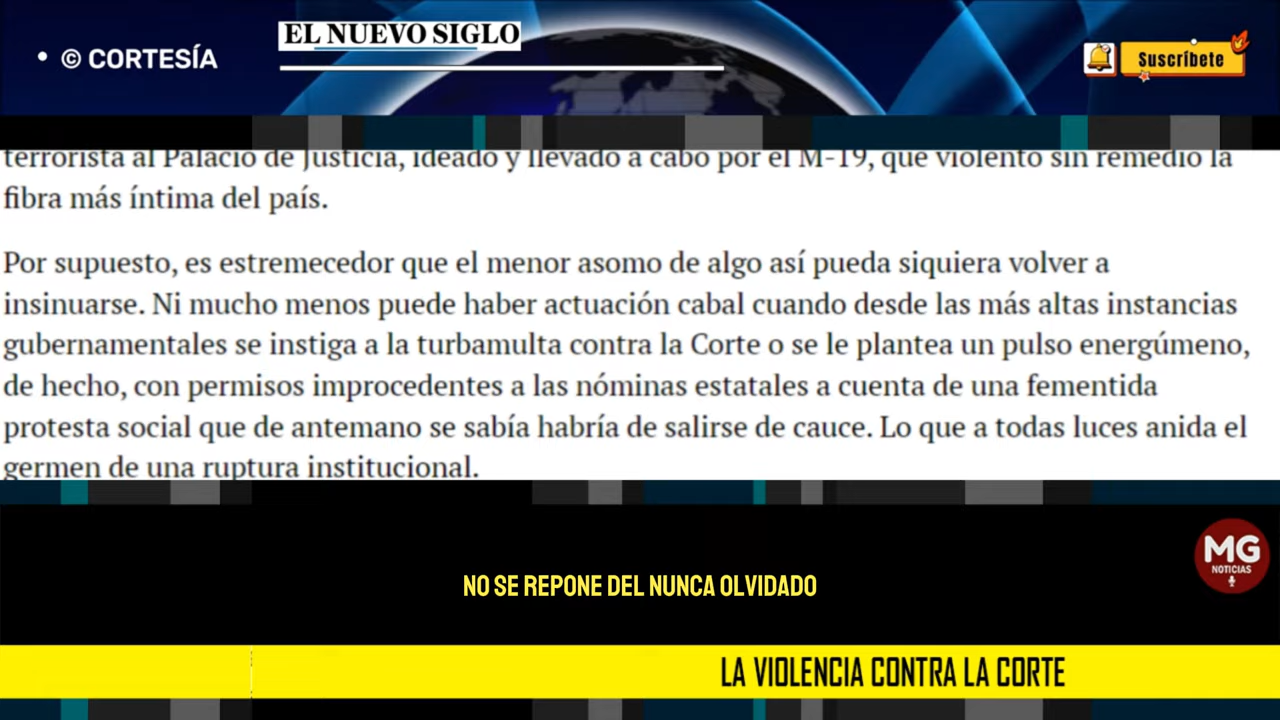 • © CORTESÍA
EL NUEVO SIGLO
Suscríbete
terrorista al Palacio de Justicia, ideado y llevado a cabo por el M-19, que violentó sin remedio la
fibra más íntima del país.
Por supuesto, es estremecedor que el menor asomo de algo así pueda siquiera volver a
insinuarse. Ni mucho menos puede haber actuación cabal cuando desde las más altas instancias
gubernamentales se instiga a la turbamulta contra la Corte o se le plantea un pulso energúmeno,
de hecho, con permisos improcedentes a las nóminas estatales a cuenta de una fementida
protesta social que de antemano se sabía habría de salirse de cauce. Lo que a todas luces anida el
germen de una ruptura institucional.
MG
NOTICIAS
NO SE REPONE DEL NUNCA OLVIDADO
LA VIOLENCIA CONTRA LA CORTE